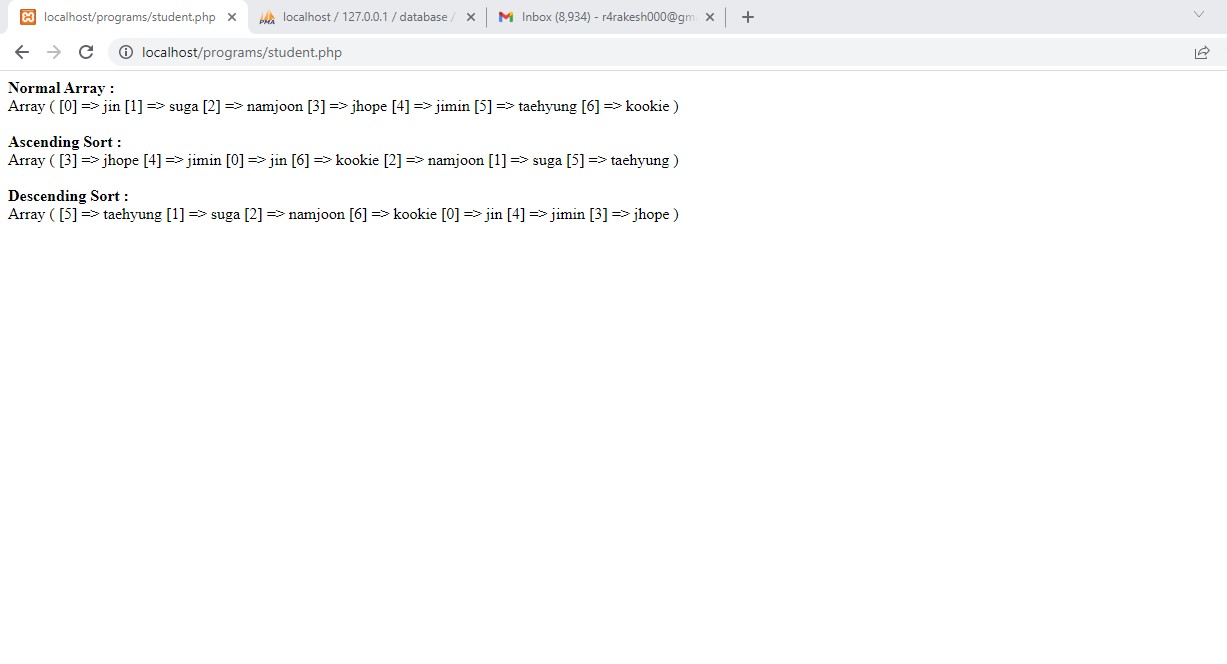 localhost/programs/student.php
localhost / 127.0.0.1 / database /
Inbox (8,934) - r4rakesh000@gm
localhost/programs/student.php
Normal Array :
Array ( [0] => jin [1] => suga [2] => namjoon [3] => jhope [4] => jimin [5] => taehyung [6] => kookie )
Ascending Sort :
Array ( [3] => jhope [4] => jimin [0] => jin [6] => kookie [2] => namjoon [1] => suga [5] => taehyung )
Descending Sort :
Array ( [5] => taehyung [1] => suga [2] => namjoon [6] => kookie [0] => jin [4] => jimin [3] => jhope )